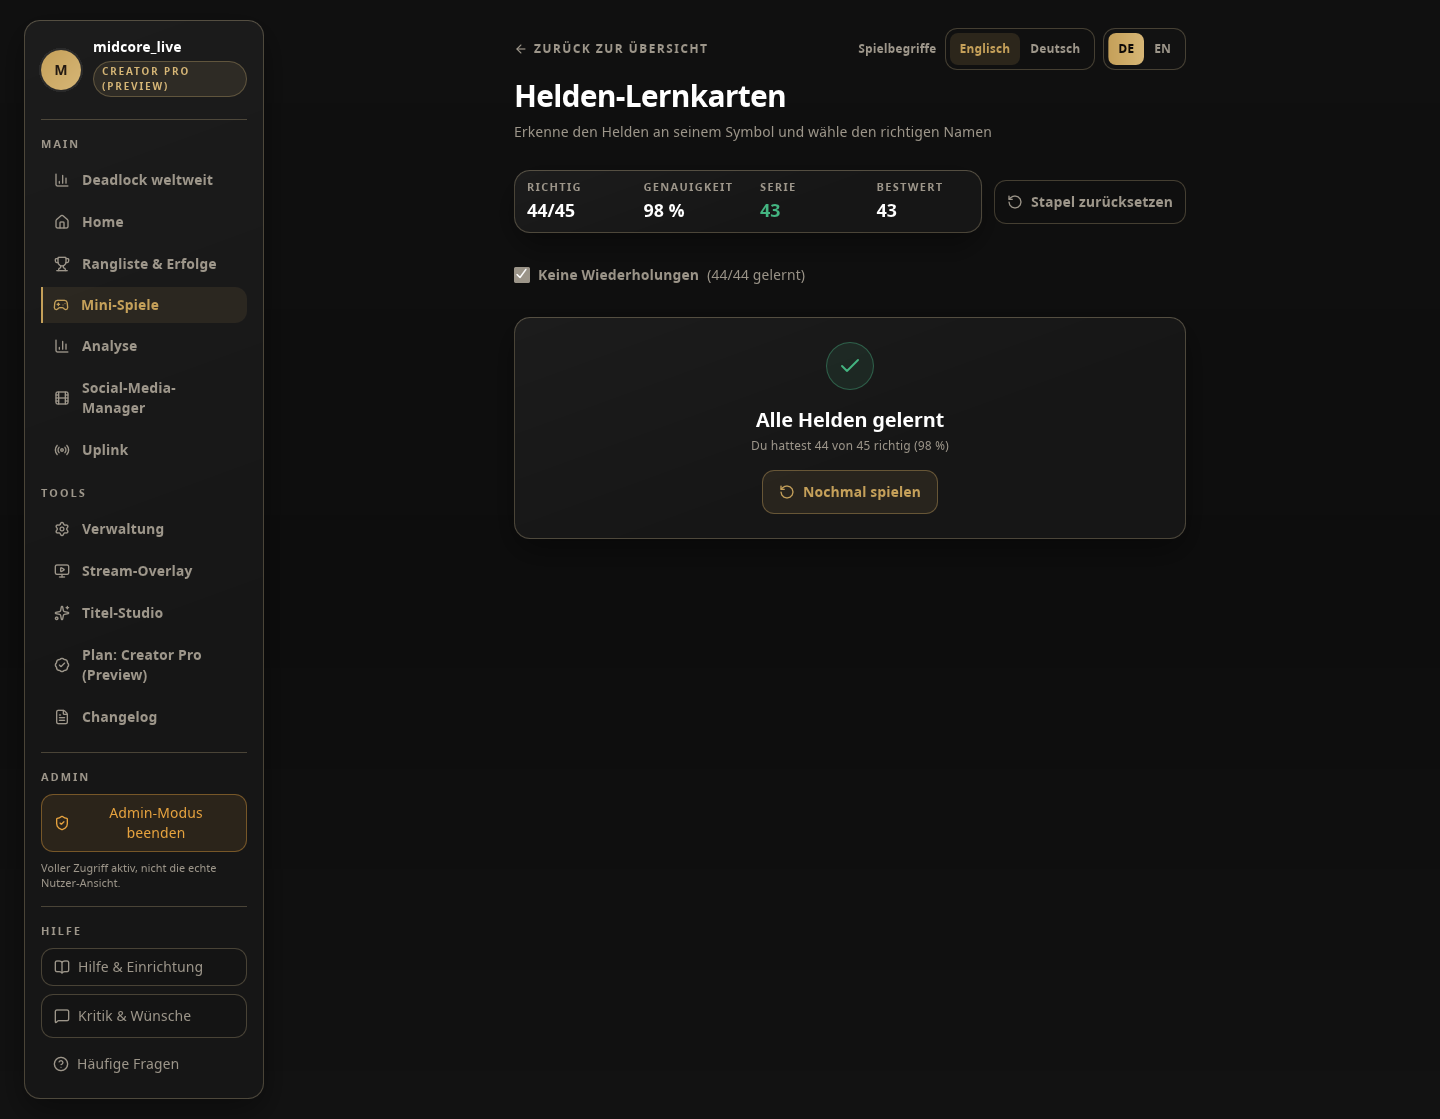 M
midcore_live
CREATOR PRO
(PREVIEW)
MAIN
Deadlock weltweit
Home
Rangliste & Erfolge
Mini-Spiele
Analyse
Social-Media-
Manager
Uplink
TOOLS
Verwaltung
Stream-Overlay
Titel-Studio
Plan: Creator Pro
(Preview)
Changelog
ADMIN
Admin-Modus
beenden
Voller Zugriff aktiv, nicht die echte
Nutzer-Ansicht.
HILFE
Hilfe & Einrichtung
Kritik & Wünsche
Häufige Fragen
ZURÜCK ZUR ÜBERSICHT
Spielbegriffe Englisch Deutsch DE EN
Helden-Lernkarten
Erkenne den Helden an seinem Symbol und wähle den richtigen Namen
RICHTIG GENAUIGKEIT SERIE BESTWERT
44/45 98 % 43 43
Stapel zurücksetzen
Keine Wiederholungen (44/44 gelernt)
Alle Helden gelernt
Du hattest 44 von 45 richtig (98 %)
Nochmal spielen